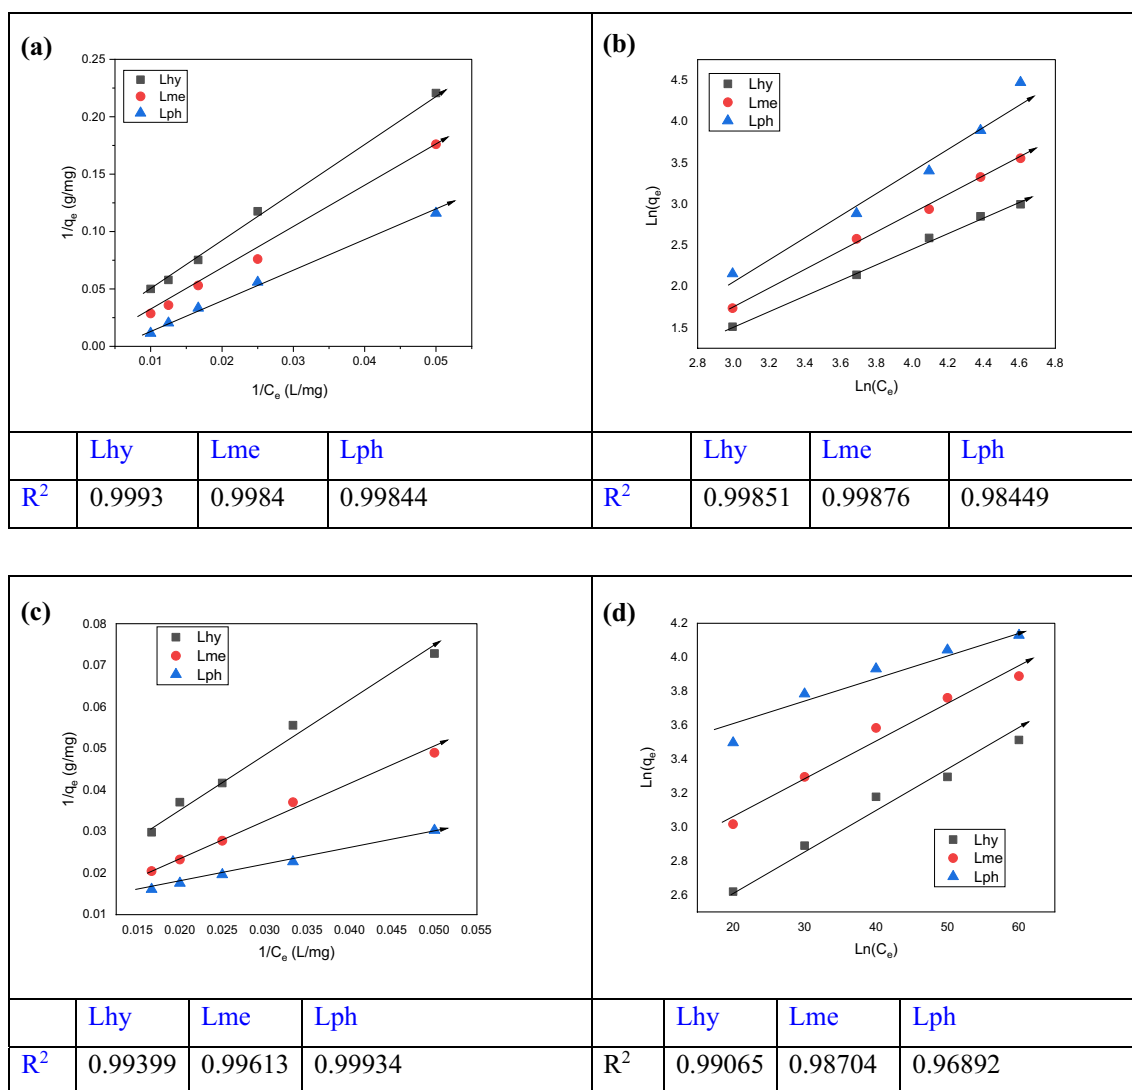 (a)
0.25
0.20
0.15
0.10
0.05
0.00
1/qe (g/mg)
Lhy
Lme
Lph
0.01 0.02 0.03 0.04 0.05
1/Ce (L/mg)
(b)
4.5
4.0
3.5
3.0
2.5
2.0
1.5
Ln(qe)
Lhy
Lme
Lph
2.8 3.0 3.2 3.4 3.6 3.8 4.0 4.2 4.4 4.6 4.8
Ln(Ce)
Lhy Lme Lph
R2 0.9993 0.9984 0.99844
Lhy Lme Lph
R2 0.99851 0.99876 0.98449
(c)
0.08
0.07
0.06
0.05
0.04
0.03
0.02
0.01
1/qe (g/mg)
Lhy
Lme
Lph
0.015 0.020 0.025 0.030 0.035 0.040 0.045 0.050 0.055
1/Ce (L/mg)
(d)
4.2
4.0
3.8
3.6
3.4
3.2
3.0
2.8
2.6
Ln(qe)
Lhy
Lme
Lph
20 30 40 50 60
Ln(Ce)
Lhy Lme Lph
R2 0.99399 0.99613 0.99934
Lhy Lme Lph
R2 0.99065 0.98704 0.96892